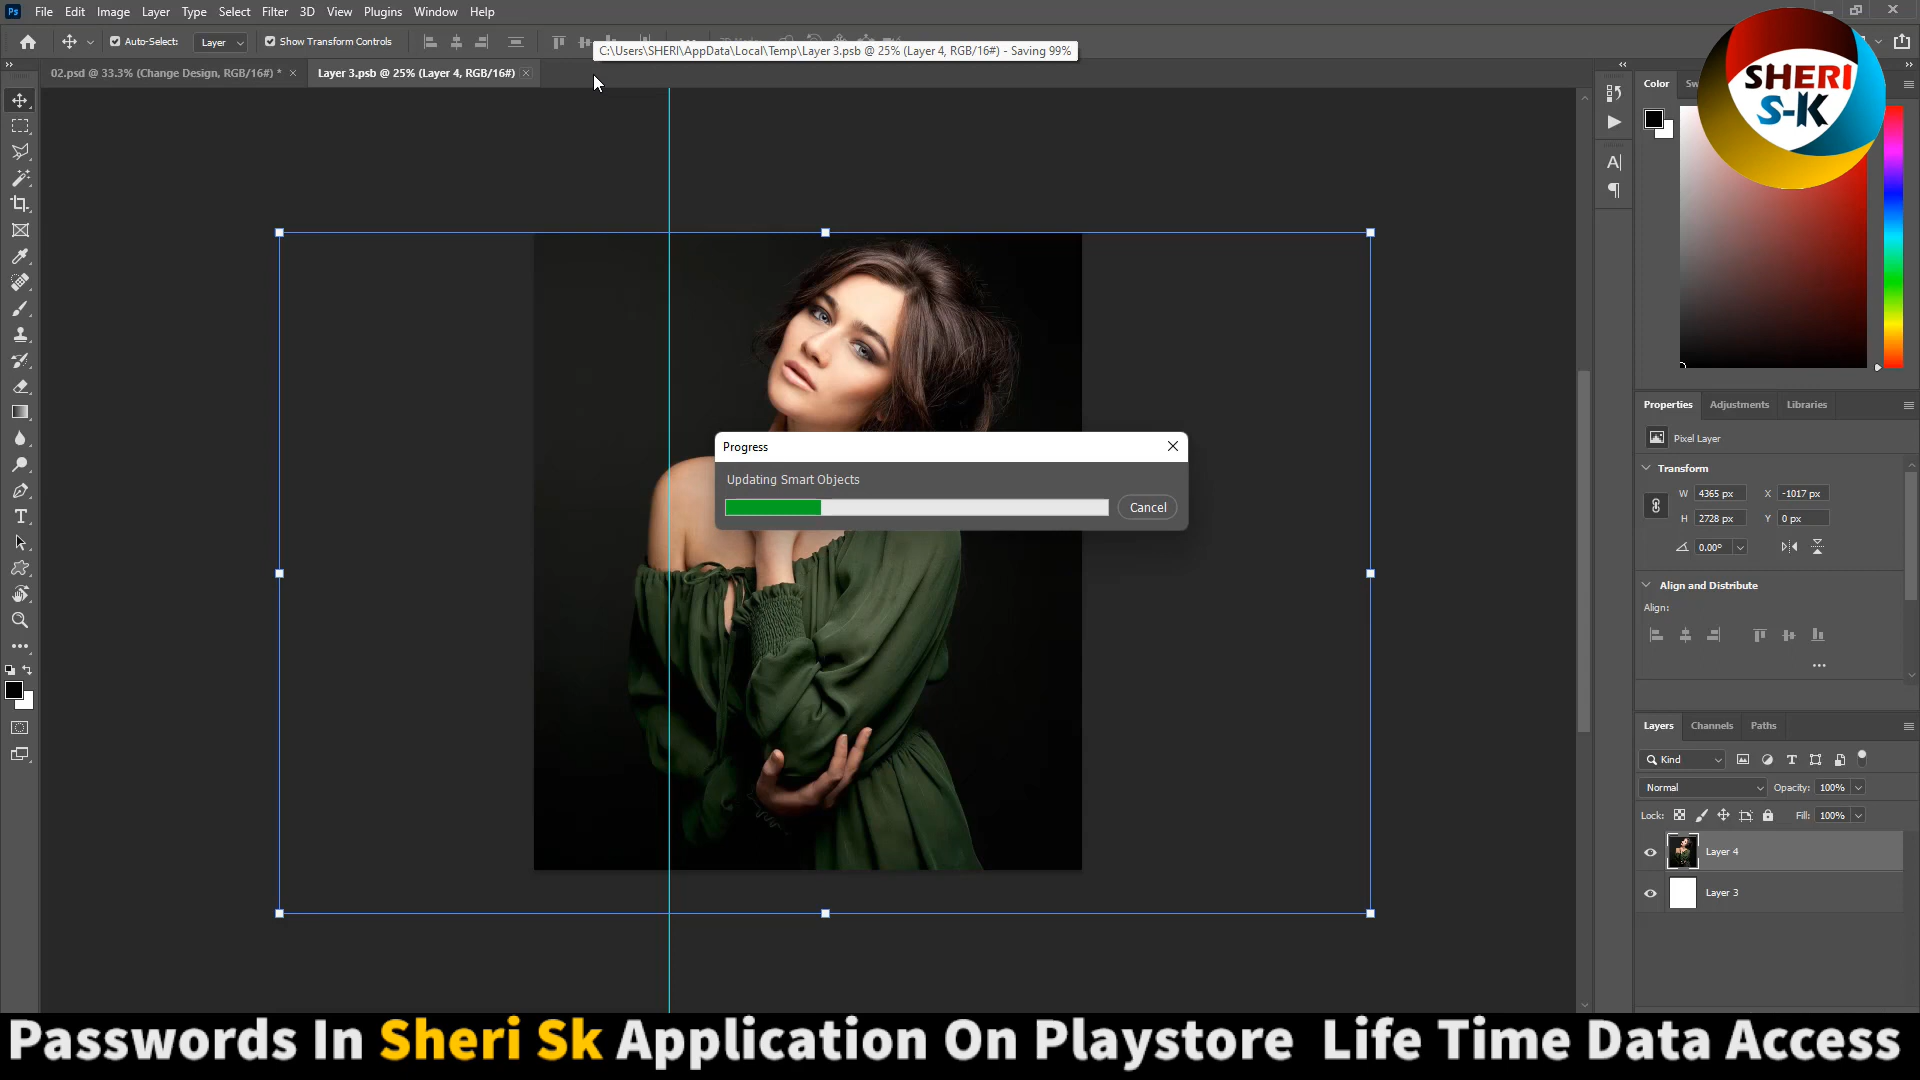 Ps File Edit Image Layer Type Select Filter 3D View Plugins Window Help
Auto-Select: Layer Show Transform Controls
C:\Users\SHERI\AppData\Local\Temp\Layer 3.psb @ 25% (Layer 4, RGB/16#) - Saving 99%
02.psd @ 33.3% (Change Design, RGB/16#) * × Layer 3.psb @ 25% (Layer 4, RGB/16#) ×
Color Sw
SHERI
S-K
Progress
Updating Smart Objects
Cancel
Properties Adjustments Libraries
Pixel Layer
Transform
W 4365 px X -1017 px
H 2728 px Y 0 px
0.00°
Align and Distribute
Align:
Layers Channels Paths
Kind
Normal Opacity: 100%
Lock: Fill: 100%
Layer 4
Layer 3
Passwords In Sheri Sk Application On Playstore Life Time Data Access